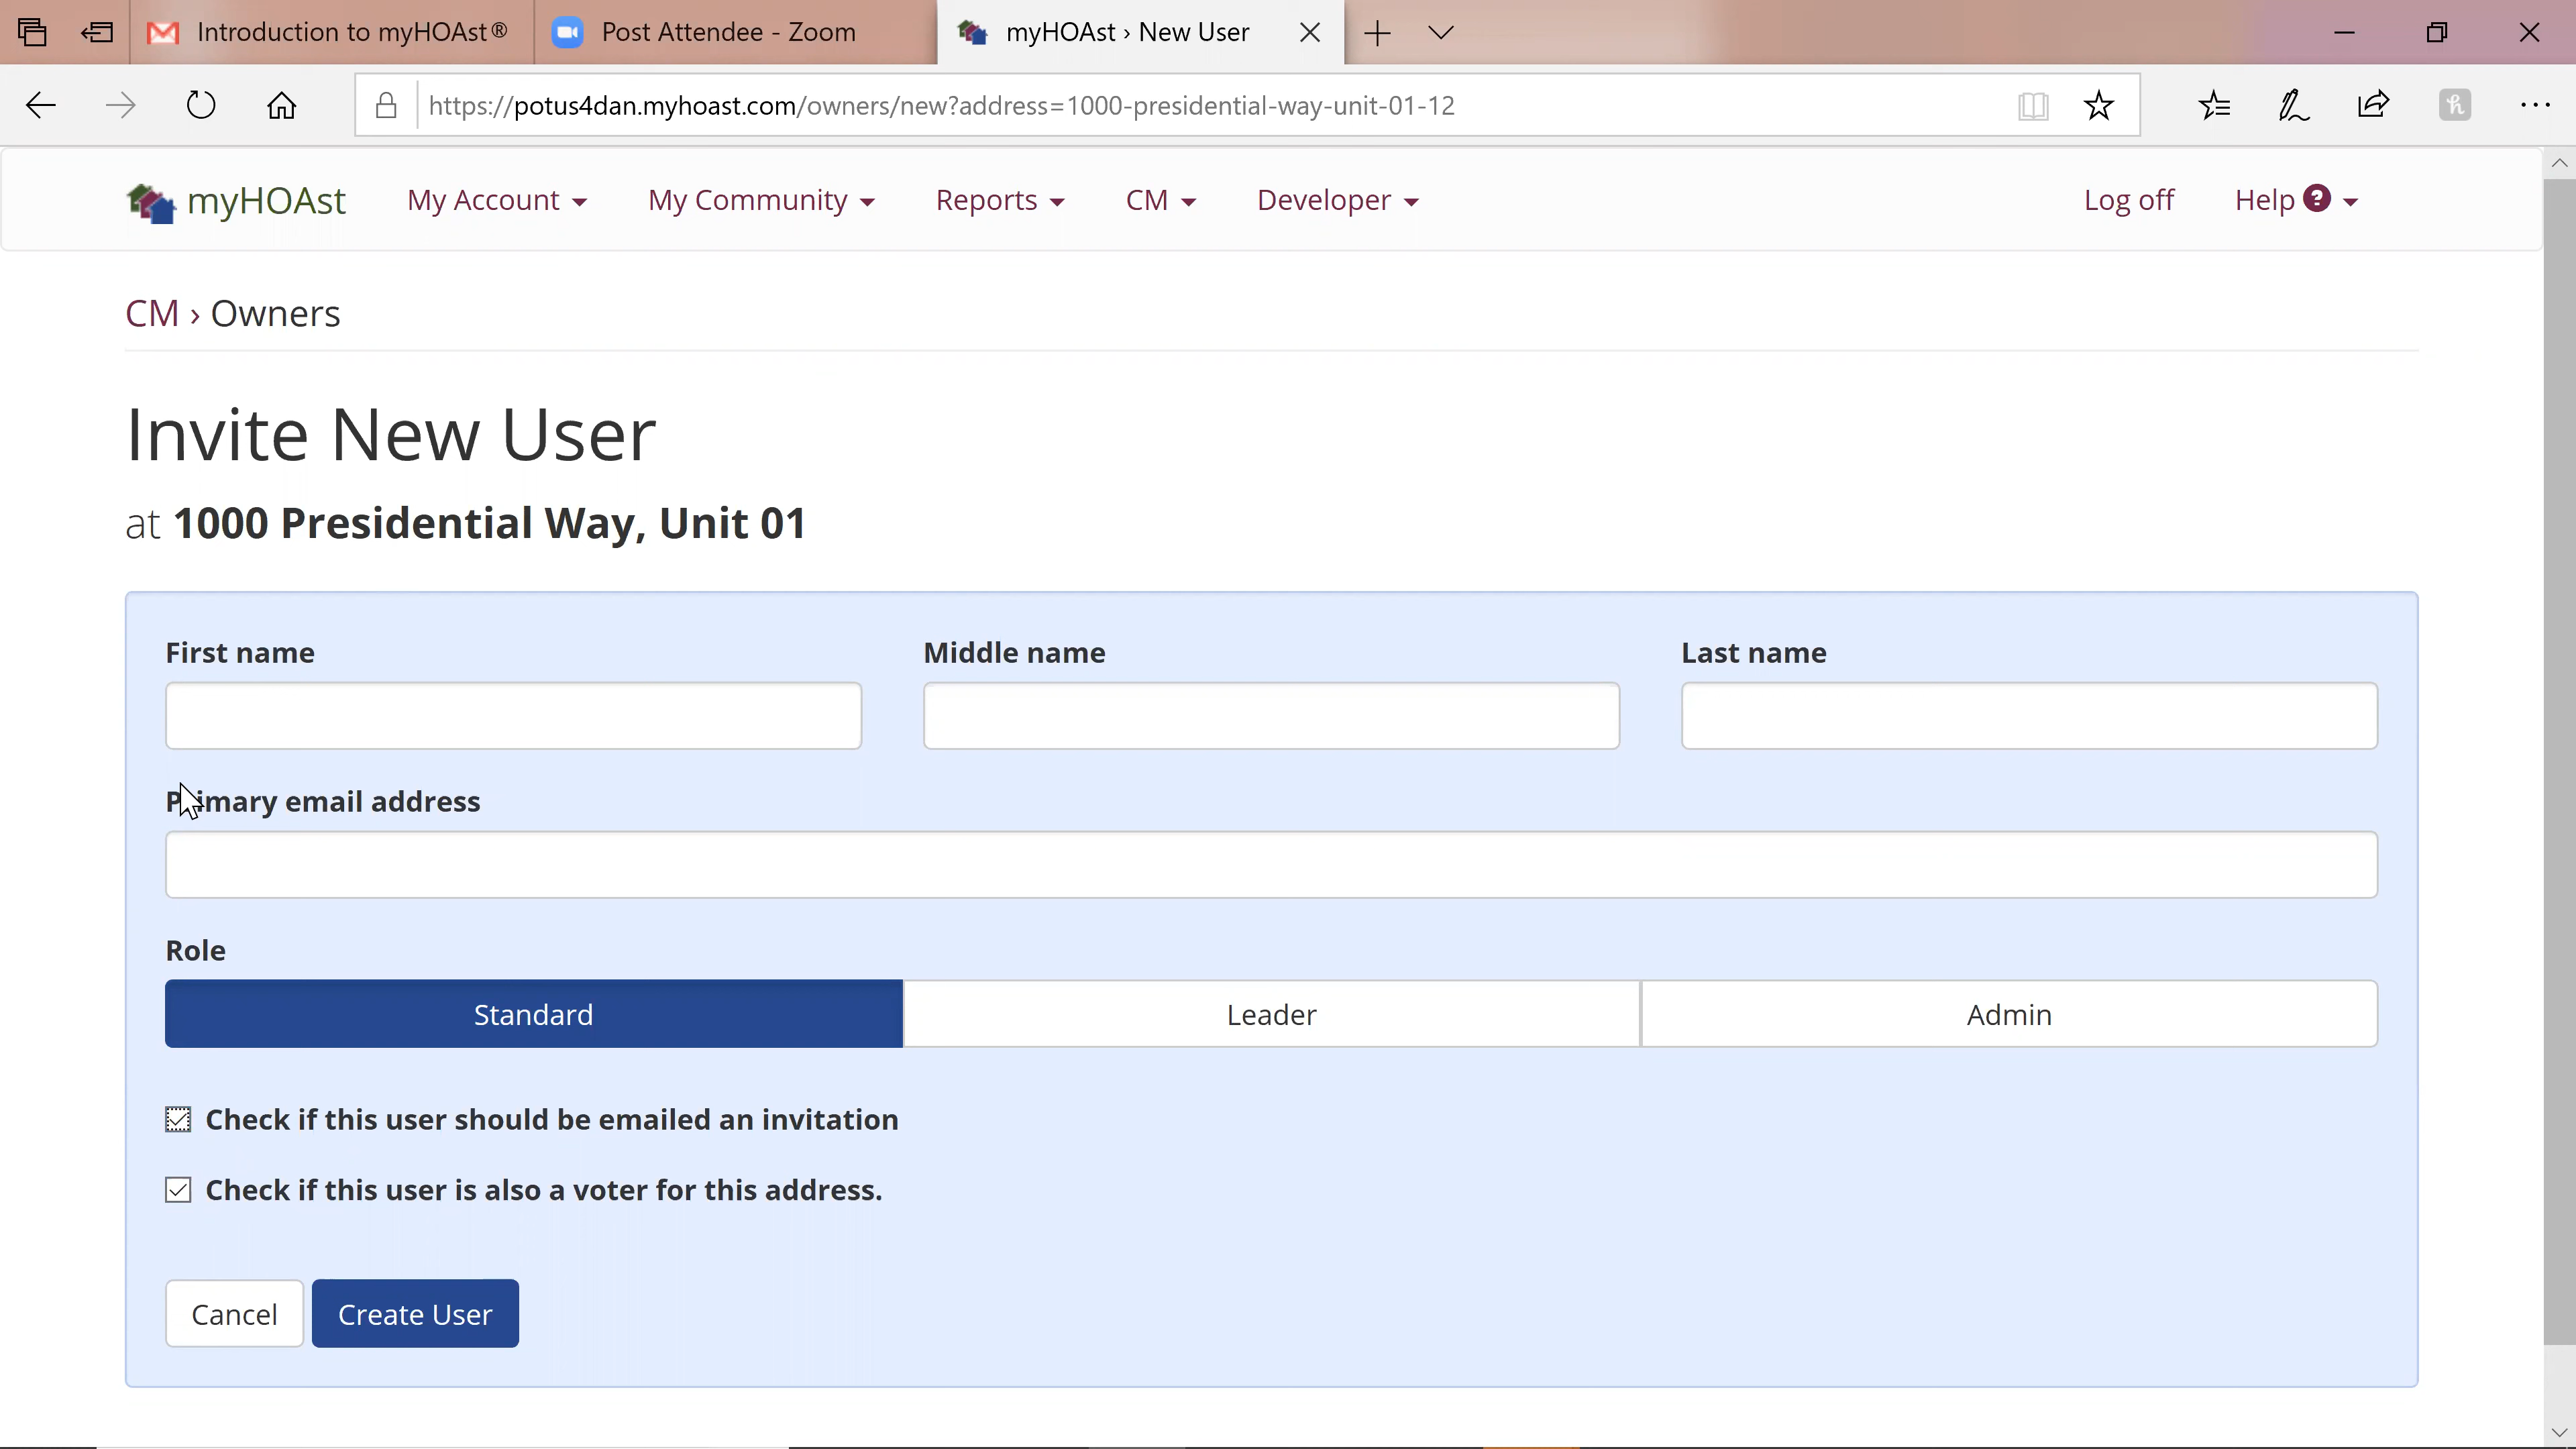 Introduction to myHOAst®
Post Attendee - Zoom
myHOAst › New User
https://potus4dan.myhoast.com/owners/new?address=1000-presidential-way-unit-01-12
myHOAst My Account My Community Reports CM Developer Log off Help ?
CM › Owners
Invite New User
at 1000 Presidential Way, Unit 01
First name Middle name Last name
Primary email address
Role
Standard Leader Admin
Check if this user should be emailed an invitation
Check if this user is also a voter for this address.
Cancel Create User